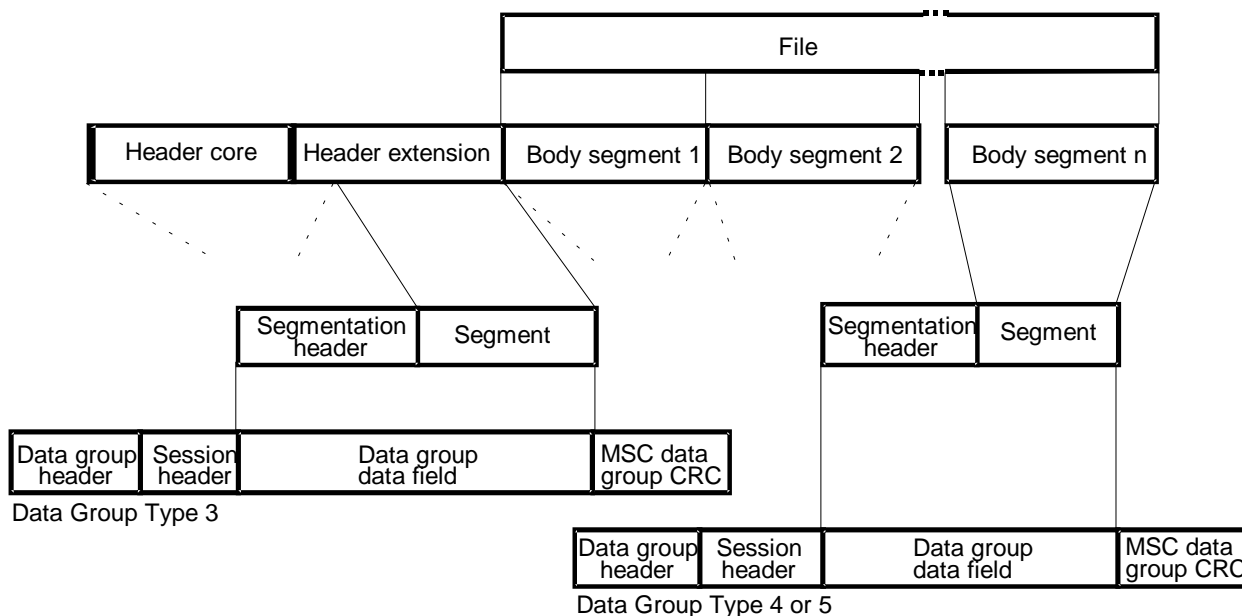 File
Header core
Header extension
Body segment 1
Body segment 2
Body segment n
Segmentation
header
Segment
Segmentation
header
Segment
Data group
header
Session
header
Data group
data field
MSC data
group CRC
Data Group Type 3
Data group
header
Session
header
Data group
data field
MSC data
group CRC
Data Group Type 4 or 5